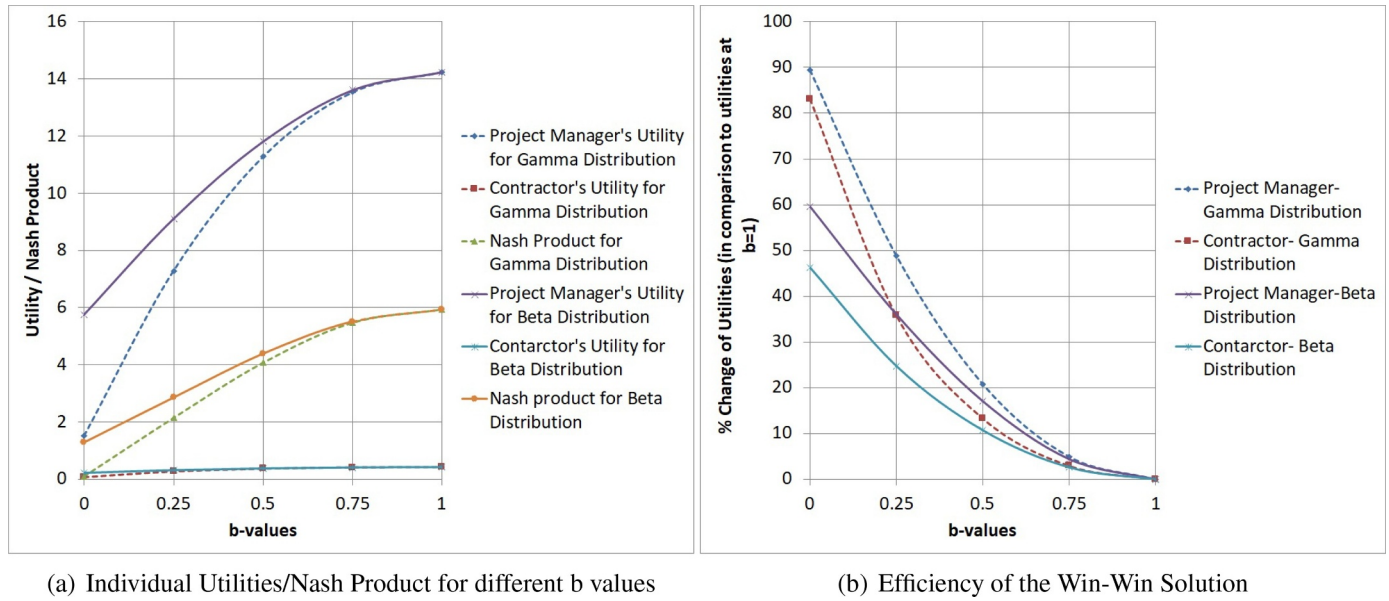 16
14
12
10
8
6
4
2
0
Utility / Nash Product
0 0.25 0.5 0.75 1
b-values
Project Manager's Utility
for Gamma Distribution
Contractor's Utility for
Gamma Distribution
Nash Product for
Gamma Distribution
Project Manager's Utility
for Beta Distribution
Contarctor's Utility for
Beta Distribution
Nash product for Beta
Distribution
(a) Individual Utilities/Nash Product for different b values
100
90
80
70
60
50
40
30
20
10
0
% Change of Utilities (in comparison to utilities at
b=1)
0 0.25 0.5 0.75 1
b-values
Project Manager-
Gamma Distribution
Contractor- Gamma
Distribution
Project Manager-Beta
Distribution
Contarctor- Beta
Distribution
(b) Efficiency of the Win-Win Solution